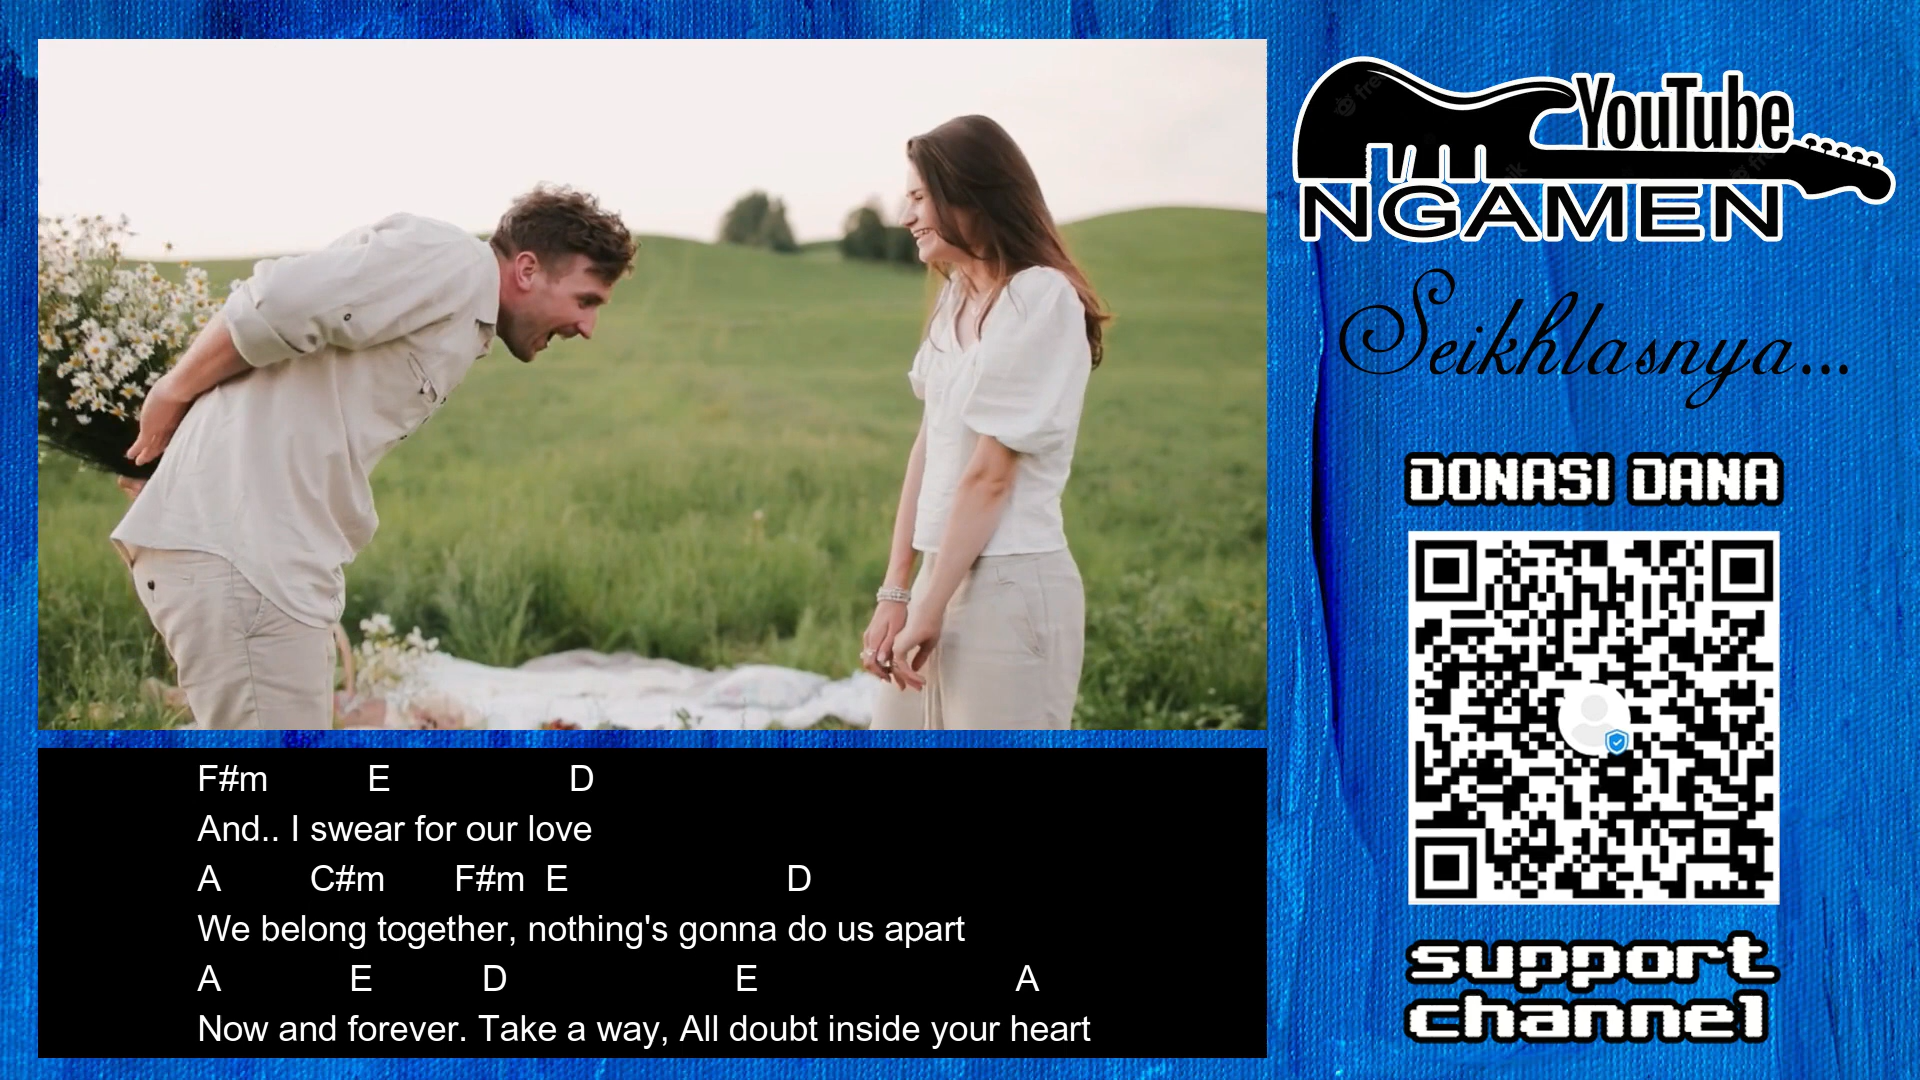 YouTube
NGAMEN
Seikhlasnya...
DONASI DANA
support
channel
F#m E D
And.. I swear for our love
A C#m F#m E D
We belong together, nothing's gonna do us apart
A E D E A
Now and forever. Take a way, All doubt inside your heart